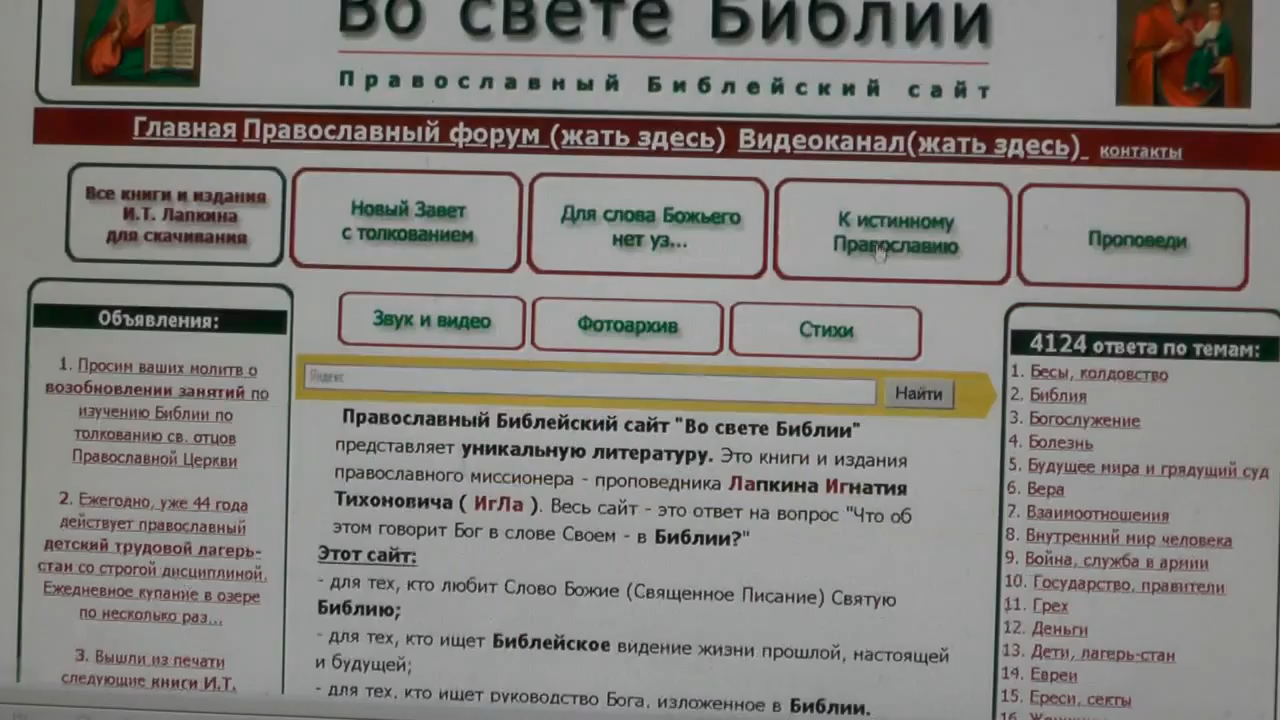 Во свете Библии
Православный Библейский сайт
Главная Православный форум (жать здесь) Видеоканал(жать здесь) контакты
Все книги и издания
И.Т. Лапкина
для скачивания
Новый Завет
с толкованием
Для слова Божьего
нет уз...
К истинному
Православию
Проповеди
Звук и видео
Фотоархив
Стихи
Объявления:
1. Просим ваших молитв о
возобновлении занятий по
изучению Библии по
толкованию св. отцов
Православной Церкви
2. Ежегодно, уже 44 года
действует православный
детский трудовой лагерь-
стан со строгой дисциплиной.
Ежедневное купание в озере
по несколько раз...
3. Вышли из печати
следующие книги И.Т.
Яндекс
Найти
Православный Библейский сайт "Во свете Библии"
представляет уникальную литературу. Это книги и издания
православного миссионера - проповедника Лапкина Игнатия
Тихоновича ( ИгЛа ). Весь сайт - это ответ на вопрос "Что об
этом говорит Бог в слове Своем - в Библии?"
Этот сайт:
- для тех, кто любит Слово Божие (Священное Писание) Святую
Библию;
- для тех, кто ищет Библейское видение жизни прошлой, настоящей
и будущей;
- для тех, кто ищет руководство Бога, изложенное в Библии.
4124 ответа по темам:
1. Бесы, колдовство
2. Библия
3. Богослужение
4. Болезнь
5. Будущее мира и грядущий суд
6. Вера
7. Взаимоотношения
8. Внутренний мир человека
9. Война, служба в армии
10. Государство, правители
11. Грех
12. Деньги
13. Дети, лагерь-стан
14. Евреи
15. Ереси, секты
16.